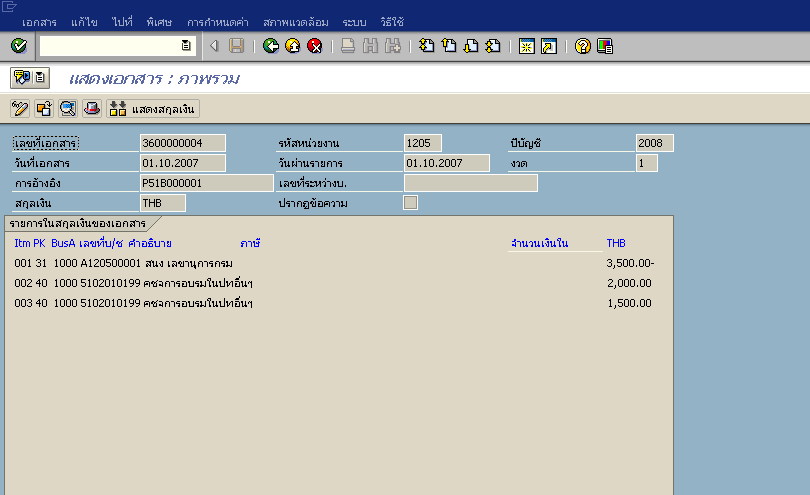 เอกสาร แก้ไข ไปที่ พิเศษ การกำหนดค่า สภาพแวดล้อม ระบบ วิธีใช้
แสดงเอกสาร : ภาพรวม
แสดงสกุลเงิน
เลขที่เอกสาร 3600000004 รหัสหน่วยงาน 1205 ปีบัญชี 2008
วันที่เอกสาร 01.10.2007 วันผ่านรายการ 01.10.2007 งวด 1
การอ้างอิง P51B000001 เลขที่ระหว่างบ.
สกุลเงิน THB ปรากฏข้อความ
รายการในสกุลเงินของเอกสาร
Itm PK BusA เลขที่บ/ช คำอธิบาย ภาษี จำนวนเงินใน THB
001 31 1000 A120500001 สนง เลขานุการกรม 3,500.00-
002 40 1000 5102010199 คชจการอบรมในปทอื่นๆ 2,000.00
003 40 1000 5102010199 คชจการอบรมในปทอื่นๆ 1,500.00